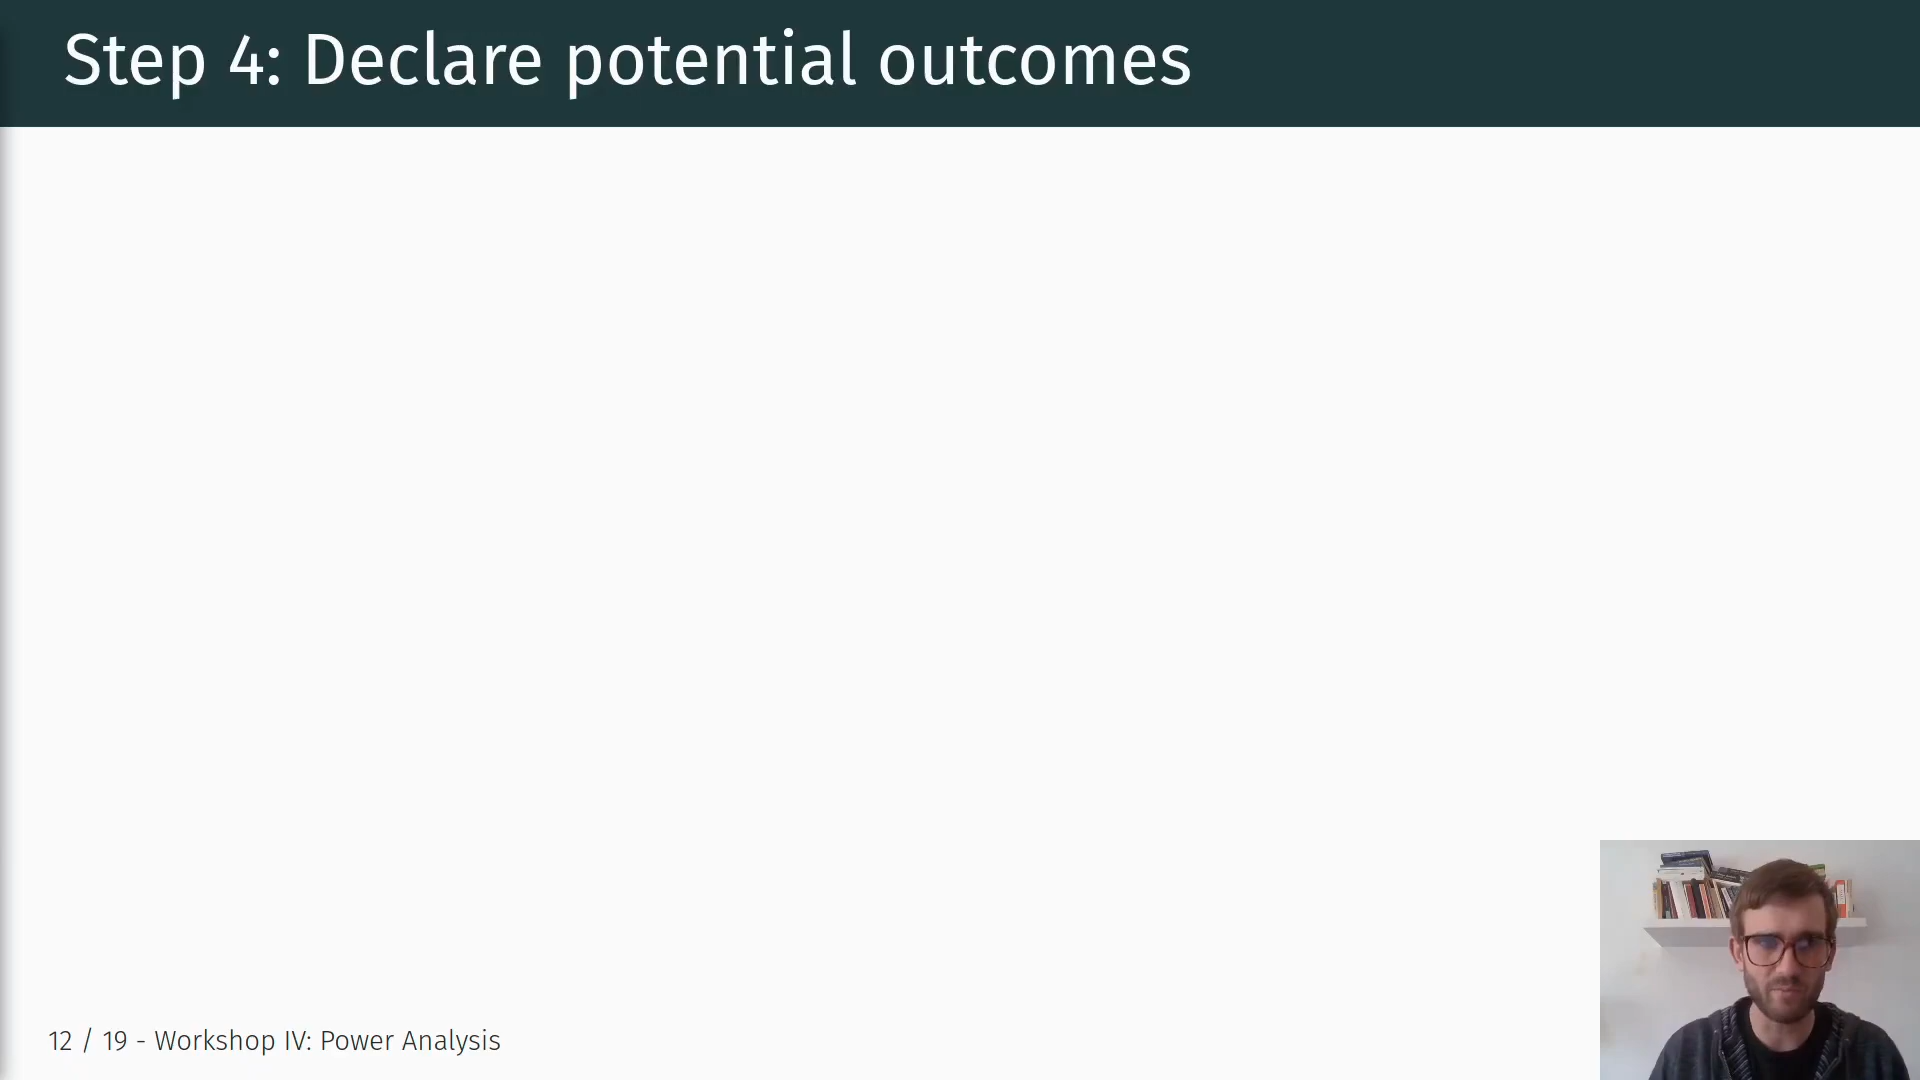 Step 4: Declare potential outcomes
12 / 19 - Workshop IV: Power Analysis